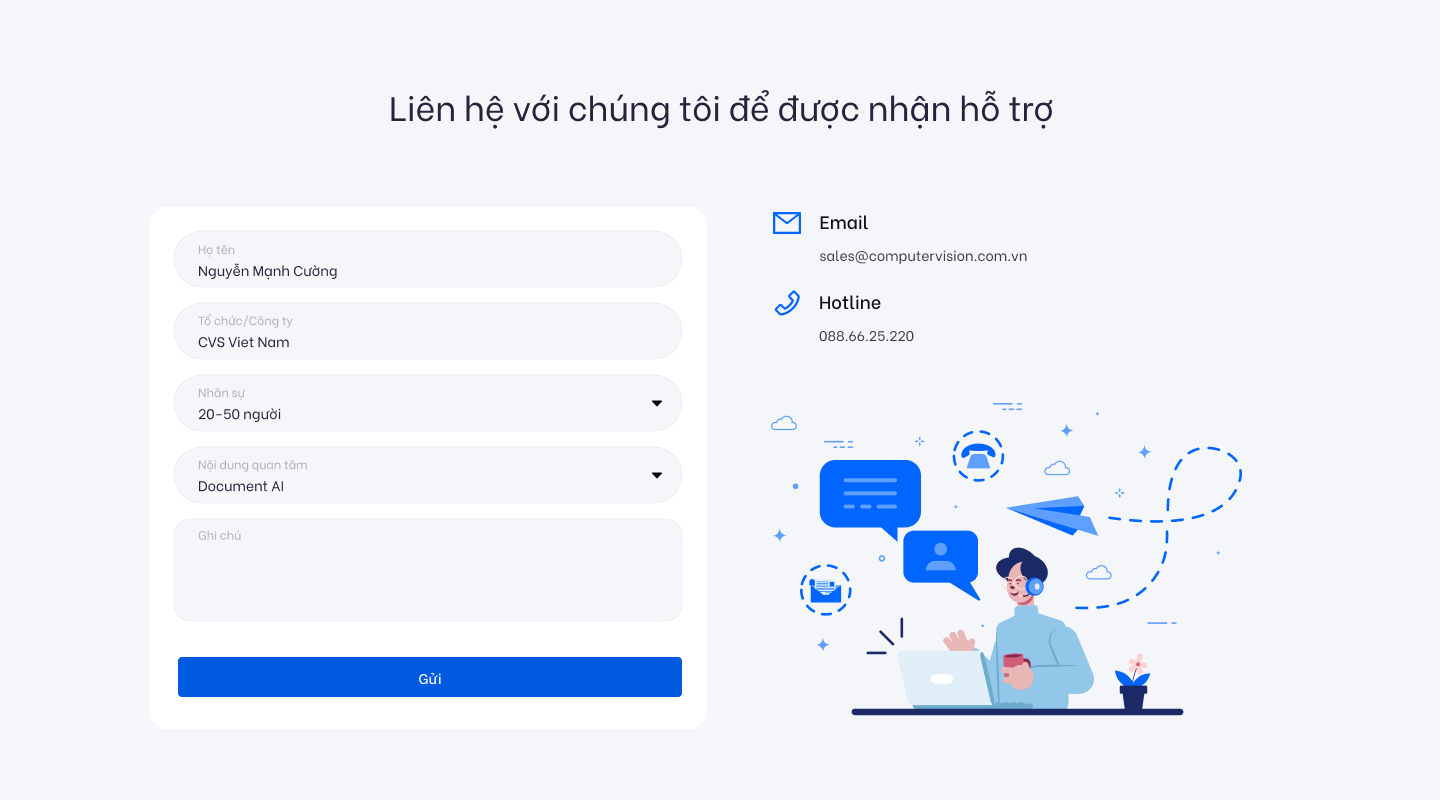 Liên hệ với chúng tôi để được nhận hỗ trợ
Họ tên
Nguyễn Mạnh Cường
Tổ chức/Công ty
CVS Viet Nam
Nhân sự
20-50 người
Nội dung quan tâm
Document AI
Ghi chú
Gửi
Email
sales@computervision.com.vn
Hotline
088.66.25.220